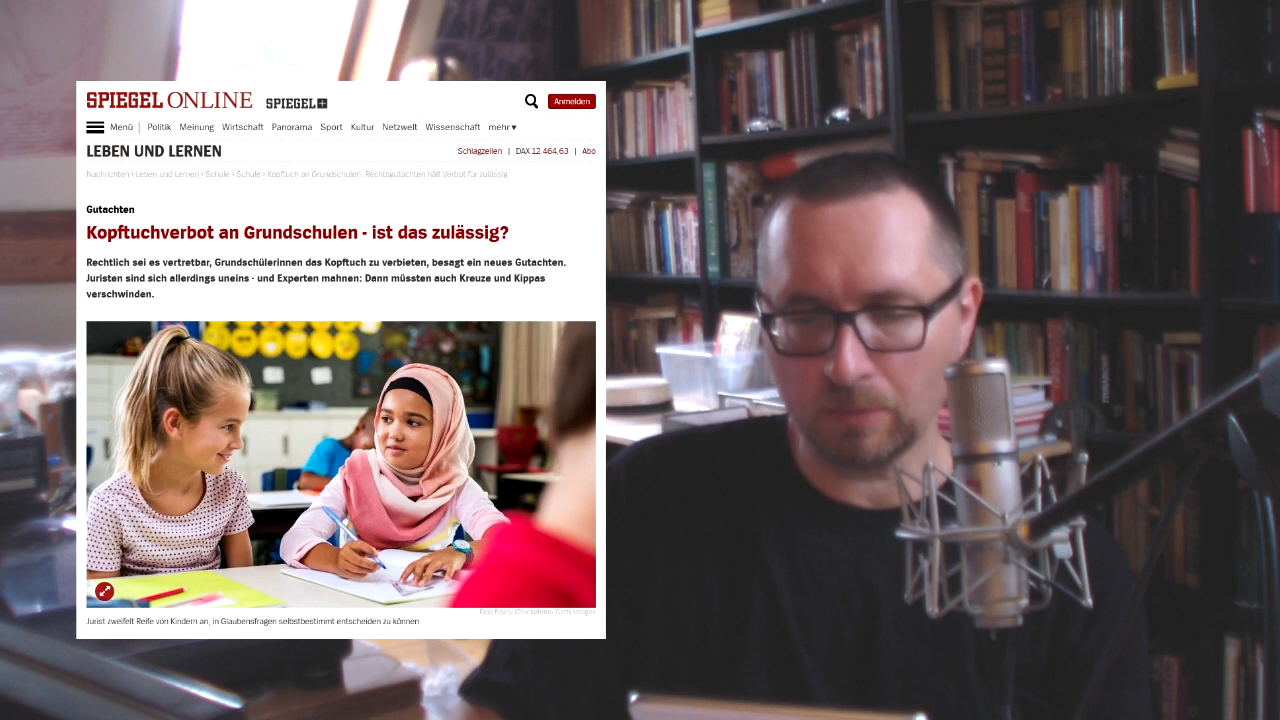 SPIEGEL ONLINE SPIEGEL+ Anmelden
Menü Politik Meinung Wirtschaft Panorama Sport Kultur Netzwelt Wissenschaft mehr ▾
LEBEN UND LERNEN Schlagzeilen | DAX 12.464,63 | Abo
Nachrichten › Leben und Lernen › Schule › Schule › Kopftuch an Grundschulen: Rechtsgutachten hält Verbot für zulässig
Gutachten
Kopftuchverbot an Grundschulen - ist das zulässig?
Rechtlich sei es vertretbar, Grundschülerinnen das Kopftuch zu verbieten, besagt ein neues Gutachten.
Juristen sind sich allerdings uneins - und Experten mahnen: Dann müssten auch Kreuze und Kippas
verschwinden.
Jurist zweifelt Reife von Kindern an, in Glaubensfragen selbstbestimmt entscheiden zu können